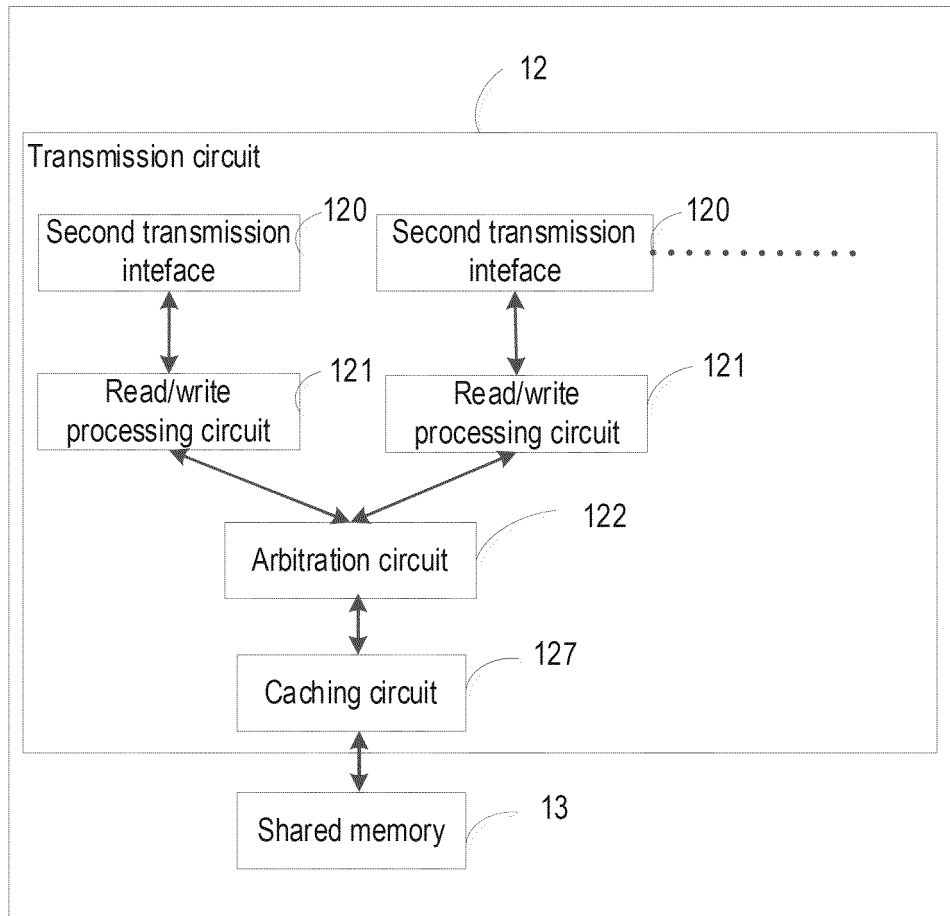 12
Transmission circuit
120
120
Second transmission
inteface
Second transmission
inteface
121
121
Read/write
processing circuit
Read/write
processing circuit
122
Arbitration circuit
127
Caching circuit
13
Shared memory